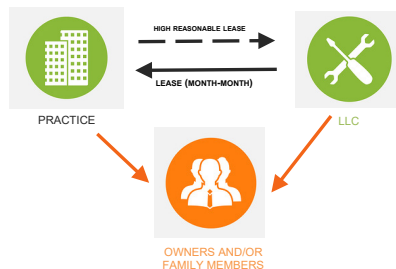 HIGH REASONABLE LEASE
LEASE (MONTH-MONTH)
PRACTICE
LLC
OWNERS AND/OR
FAMILY MEMBERS